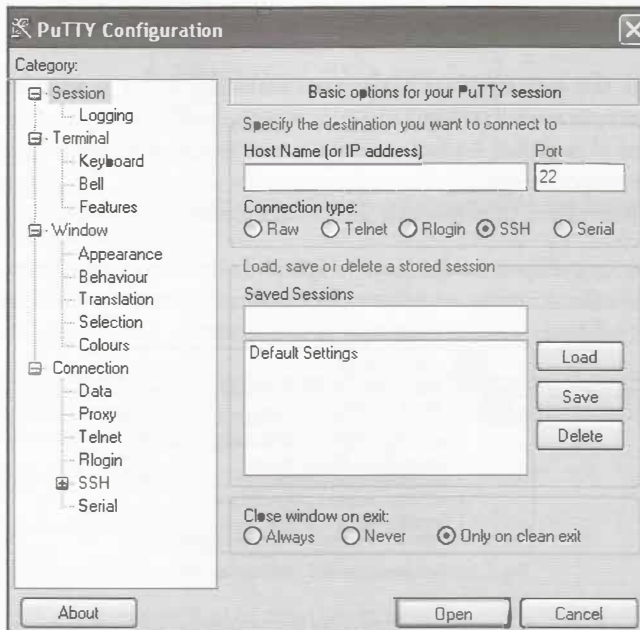 PuTTY Configuration
Category:
Session
Logging
Terminal
Keyboard
Bell
Features
Window
Appearance
Behaviour
Translation
Selection
Colours
Connection
Data
Proxy
Telnet
Rlogin
SSH
Serial
Basic options for your PuTTY session
Specify the destination you want to connect to
Host Name (or IP address) Port
22
Connection type:
Raw Telnet Rlogin SSH Serial
Load, save or delete a stored session
Saved Sessions
Default Settings
Load
Save
Delete
Close window on exit:
Always Never Only on clean exit
About Open Cancel